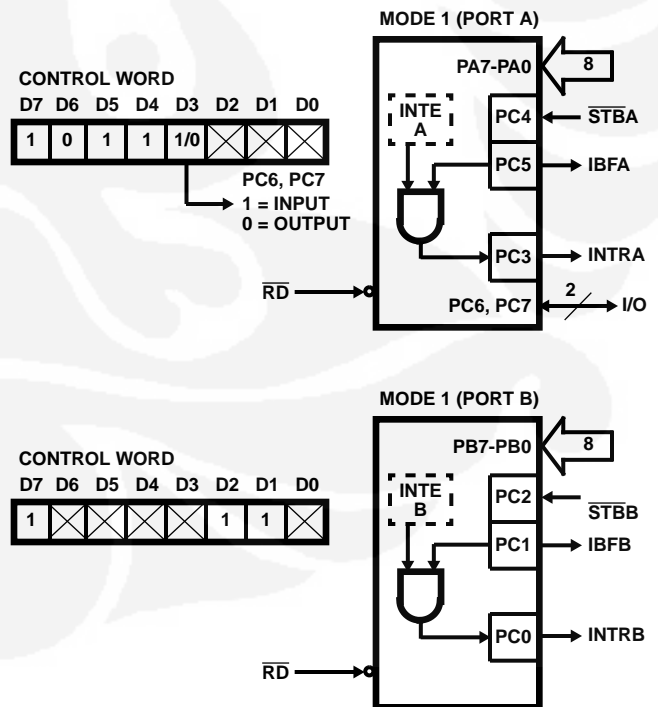 MODE 1 (PORT A)
CONTROL WORD
D7 D6 D5 D4 D3 D2 D1 D0
1 0 1 1 1/0
PC6, PC7
1 = INPUT
0 = OUTPUT
PA7-PA0
8
INTE
A
PC4
STBA
PC5
IBFA
PC3
INTRA
RD
PC6, PC7
2
I/O
MODE 1 (PORT B)
CONTROL WORD
D7 D6 D5 D4 D3 D2 D1 D0
1 1 1
PB7-PB0
8
INTE
B
PC2
STBB
PC1
IBFB
PC0
INTRB
RD